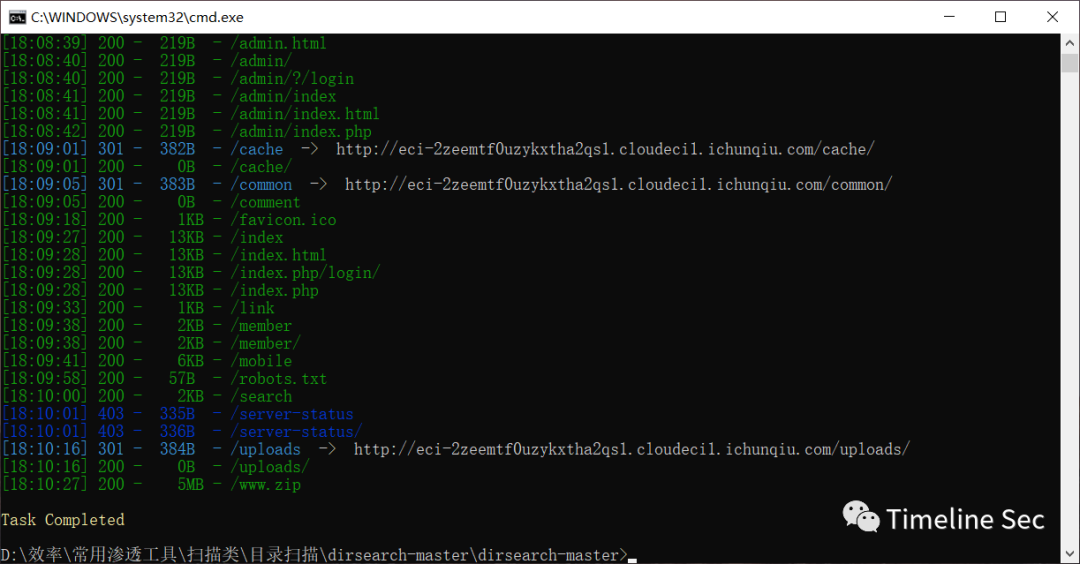 C:\WINDOWS\system32\cmd.exe
[18:08:39] 200 -  219B  - /admin.html
[18:08:40] 200 -  219B  - /admin/
[18:08:40] 200 -  219B  - /admin/?/login
[18:08:41] 200 -  219B  - /admin/index
[18:08:41] 200 -  219B  - /admin/index.html
[18:08:42] 200 -  219B  - /admin/index.php
[18:09:01] 301 -  382B  - /cache  ->  http://eci-2zeemtf0uzykxtha2qs1.cloudeci1.ichunqiu.com/cache/
[18:09:01] 200 -    0B  - /cache/
[18:09:05] 301 -  383B  - /common  ->  http://eci-2zeemtf0uzykxtha2qs1.cloudeci1.ichunqiu.com/common/
[18:09:05] 200 -    0B  - /comment
[18:09:18] 200 -    1KB - /favicon.ico
[18:09:27] 200 -   13KB - /index
[18:09:28] 200 -   13KB - /index.html
[18:09:28] 200 -   13KB - /index.php/login/
[18:09:28] 200 -   13KB - /index.php
[18:09:33] 200 -    1KB - /link
[18:09:38] 200 -    2KB - /member
[18:09:38] 200 -    2KB - /member/
[18:09:41] 200 -    6KB - /mobile
[18:09:58] 200 -   57B  - /robots.txt
[18:10:00] 200 -    2KB - /search
[18:10:01] 403 -  335B  - /server-status
[18:10:01] 403 -  336B  - /server-status/
[18:10:16] 301 -  384B  - /uploads  ->  http://eci-2zeemtf0uzykxtha2qs1.cloudeci1.ichunqiu.com/uploads/
[18:10:16] 200 -    0B  - /uploads/
[18:10:27] 200 -    5MB - /www.zip
Task Completed
Timeline Sec
D:\效率\常用渗透工具\扫描类\目录扫描\dirsearch-master\dirsearch-master>